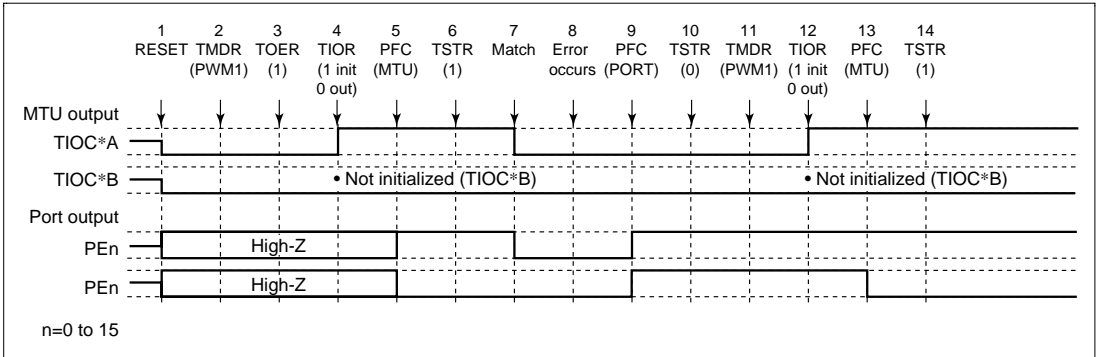 1 2 3 4 5 6 7 8 9 10 11 12 13 14
RESET TMDR TOER TIOR PFC TSTR Match Error PFC TSTR TMDR TIOR PFC TSTR
(PWM1) (1) (1 init (MTU) (1) occurs (PORT) (0) (PWM1) (1 init (MTU) (1)
0 out) 0 out)
MTU output
TIOC*A
TIOC*B • Not initialized (TIOC*B) • Not initialized (TIOC*B)
Port output
PEn High-Z
PEn High-Z
n=0 to 15